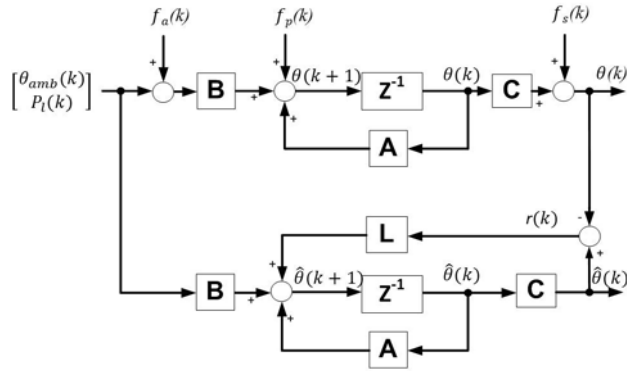 f_a(k) f_p(k) f_s(k)
[θ_amb(k) P_l(k)]
+ B + + θ(k + 1) Z⁻¹ θ(k) C + + θ(k)
+ A
L r(k) -
+ +
B + θ̂(k + 1) Z⁻¹ θ̂(k) C θ̂(k)
+ A